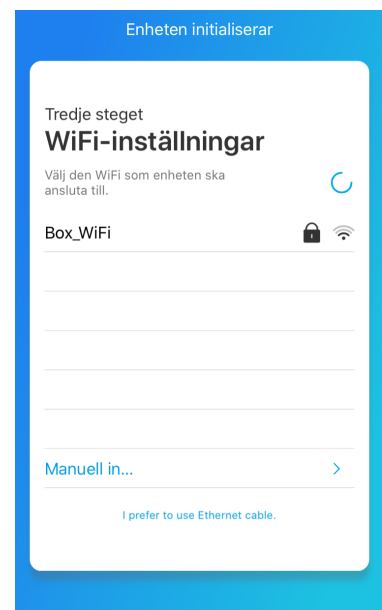 Enheten initialiserar
Tredje steget
WiFi-inställningar
Välj den WiFi som enheten ska
ansluta till.
Box_WiFi
Manuell in...
I prefer to use Ethernet cable.